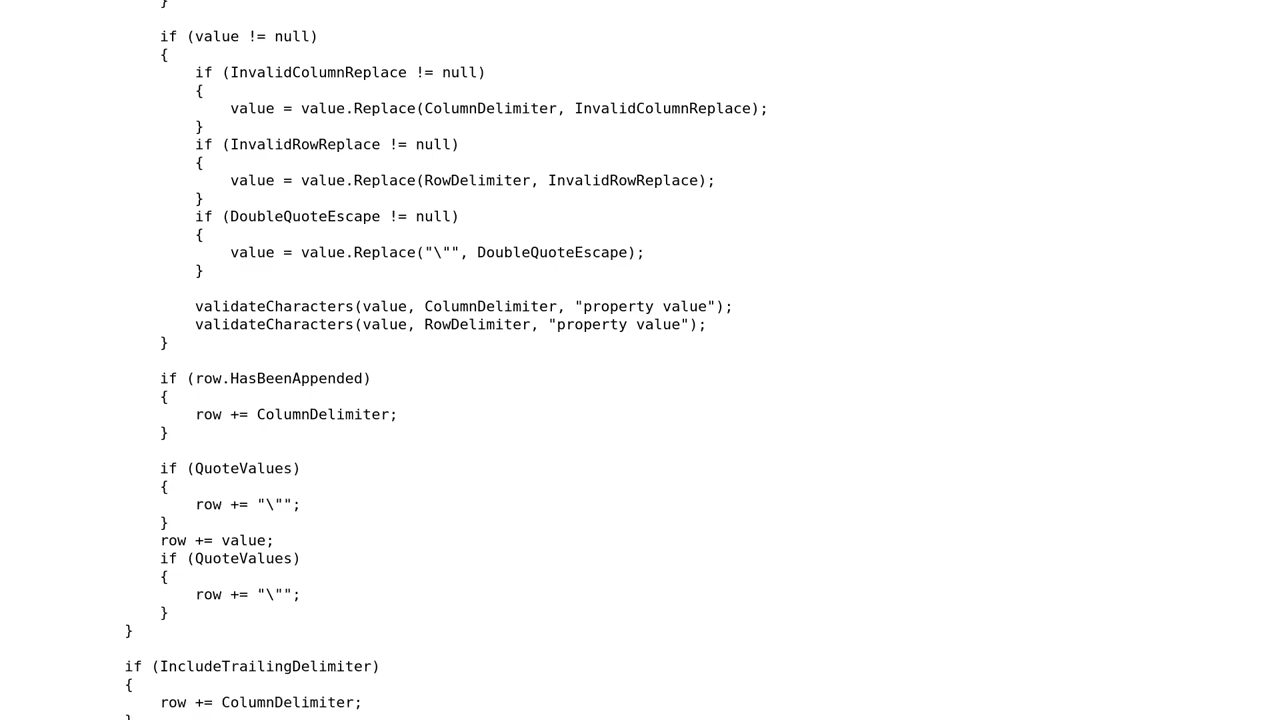 }
if (value != null)
{
if (InvalidColumnReplace != null)
{
value = value.Replace(ColumnDelimiter, InvalidColumnReplace);
}
if (InvalidRowReplace != null)
{
value = value.Replace(RowDelimiter, InvalidRowReplace);
}
if (DoubleQuoteEscape != null)
{
value = value.Replace("\"", DoubleQuoteEscape);
}
validateCharacters(value, ColumnDelimiter, "property value");
validateCharacters(value, RowDelimiter, "property value");
}
if (row.HasBeenAppended)
{
row += ColumnDelimiter;
}
if (QuoteValues)
{
row += "\"";
}
row += value;
if (QuoteValues)
{
row += "\"";
}
}
if (IncludeTrailingDelimiter)
{
row += ColumnDelimiter;
}